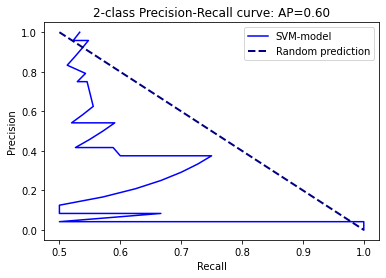 2-class Precision-Recall curve: AP=0.60
SVM-model
Random prediction
Precision
1.0
0.8
0.6
0.4
0.2
0.0
0.5
0.6
0.7
0.8
0.9
1.0
Recall